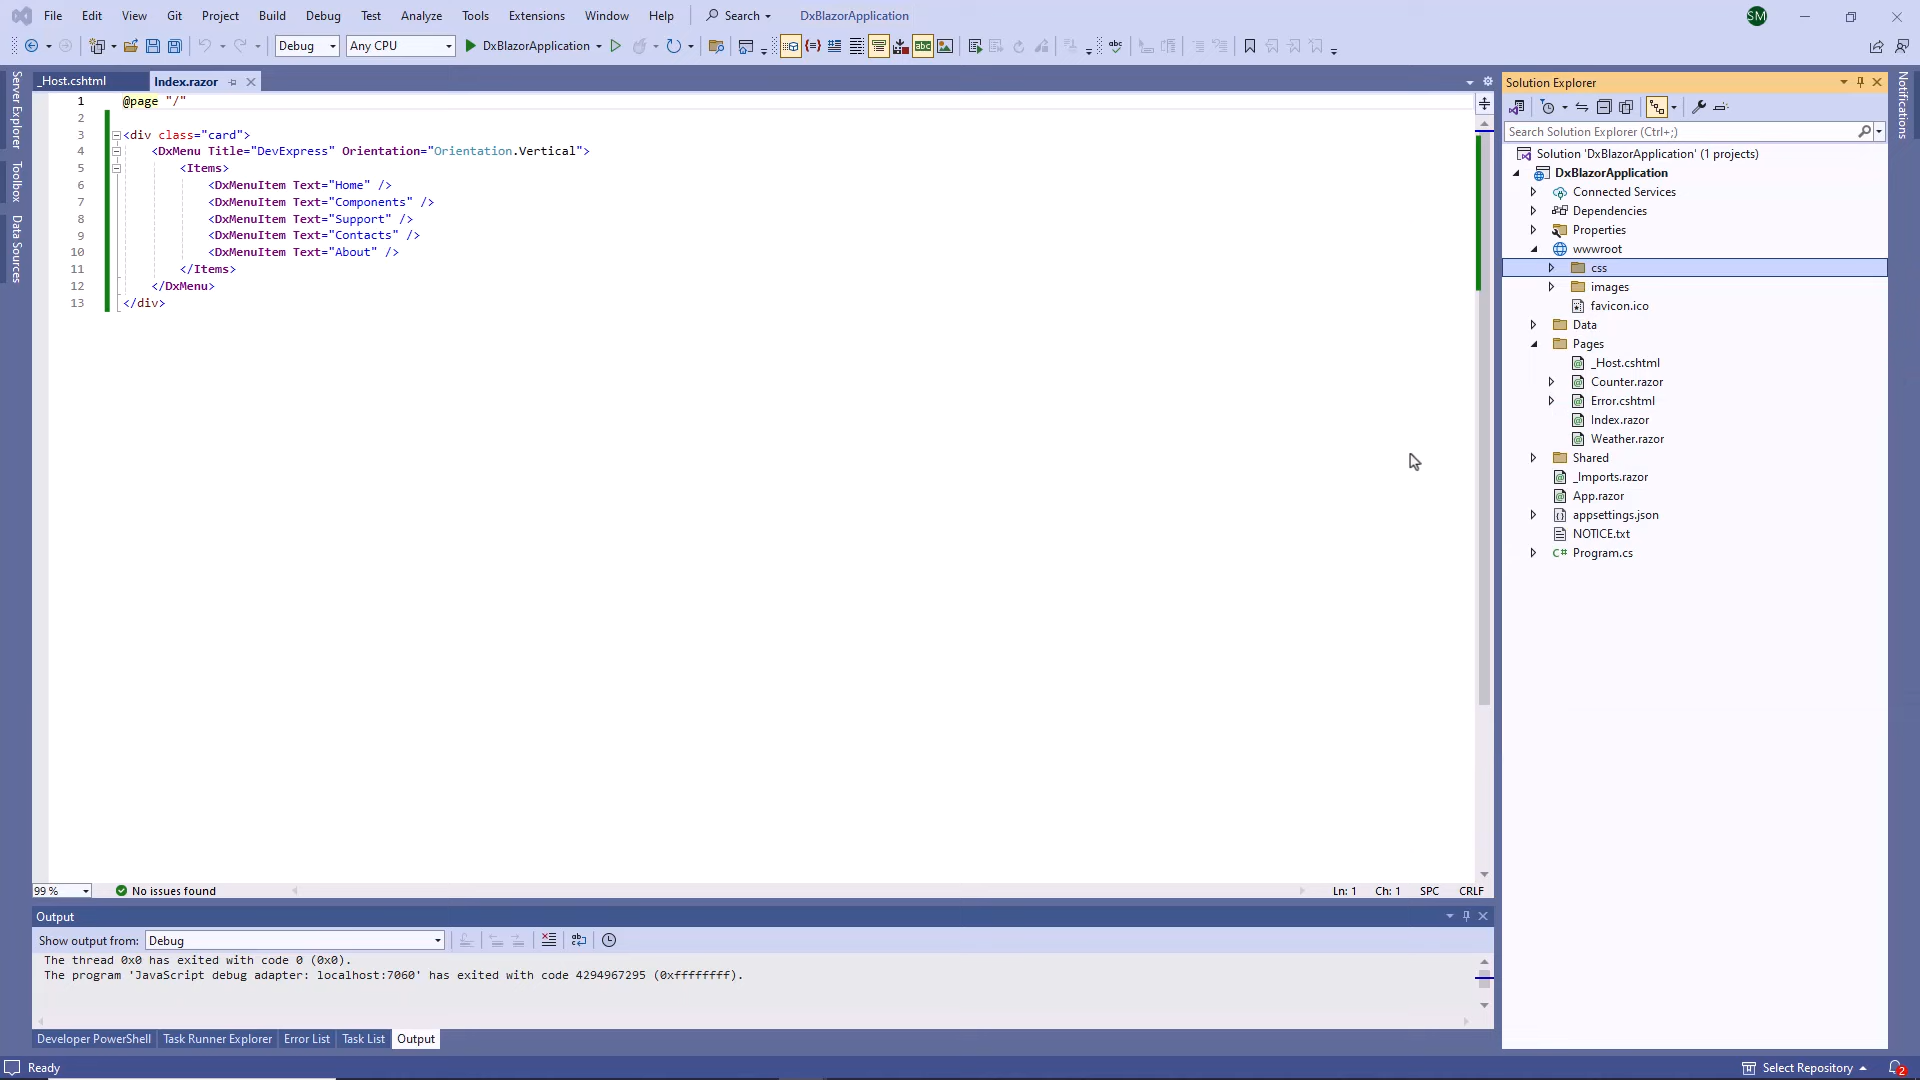 File Edit View Git Project Build Debug Test Analyze Tools Extensions Window Help Search DxBlazorApplication SM
Debug Any CPU DxBlazorApplication
Server Explorer
Toolbox
Data Sources
_Host.cshtml Index.razor
1 @page "/"
2
3 <div class="card">
4 <DxMenu Title="DevExpress" Orientation="Orientation.Vertical">
5 <Items>
6 <DxMenuItem Text="Home" />
7 <DxMenuItem Text="Components" />
8 <DxMenuItem Text="Support" />
9 <DxMenuItem Text="Contacts" />
10 <DxMenuItem Text="About" />
11 </Items>
12 </DxMenu>
13 </div>
99 % No issues found Ln: 1 Ch: 1 SPC CRLF
Output
Show output from: Debug
The thread 0x0 has exited with code 0 (0x0).
The program 'JavaScript debug adapter: localhost:7060' has exited with code 4294967295 (0xffffffff).
Developer PowerShell Task Runner Explorer Error List Task List Output
Solution Explorer
Search Solution Explorer (Ctrl+;)
Solution 'DxBlazorApplication' (1 projects)
DxBlazorApplication
Connected Services
Dependencies
Properties
wwwroot
css
images
favicon.ico
Data
Pages
_Host.cshtml
Counter.razor
Error.cshtml
Index.razor
Weather.razor
Shared
_Imports.razor
App.razor
appsettings.json
NOTICE.txt
C# Program.cs
Notifications
Ready Select Repository 2